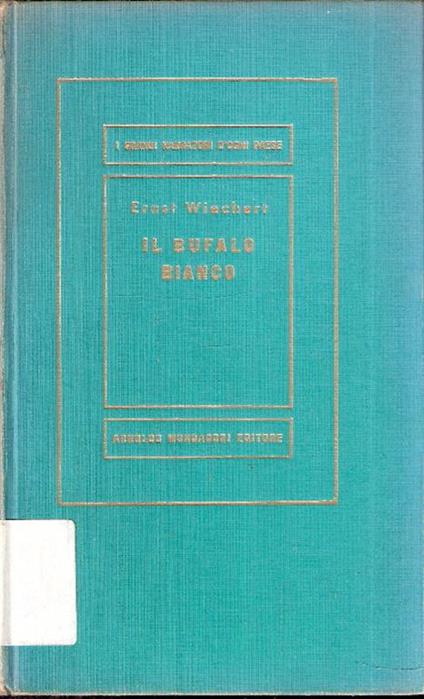 I GRANDI NARRATORI D'OGNI PAESE
Ernst Wiechert
IL BUFALO
BIANCO
ARNOLDO MONDADORI EDITORE